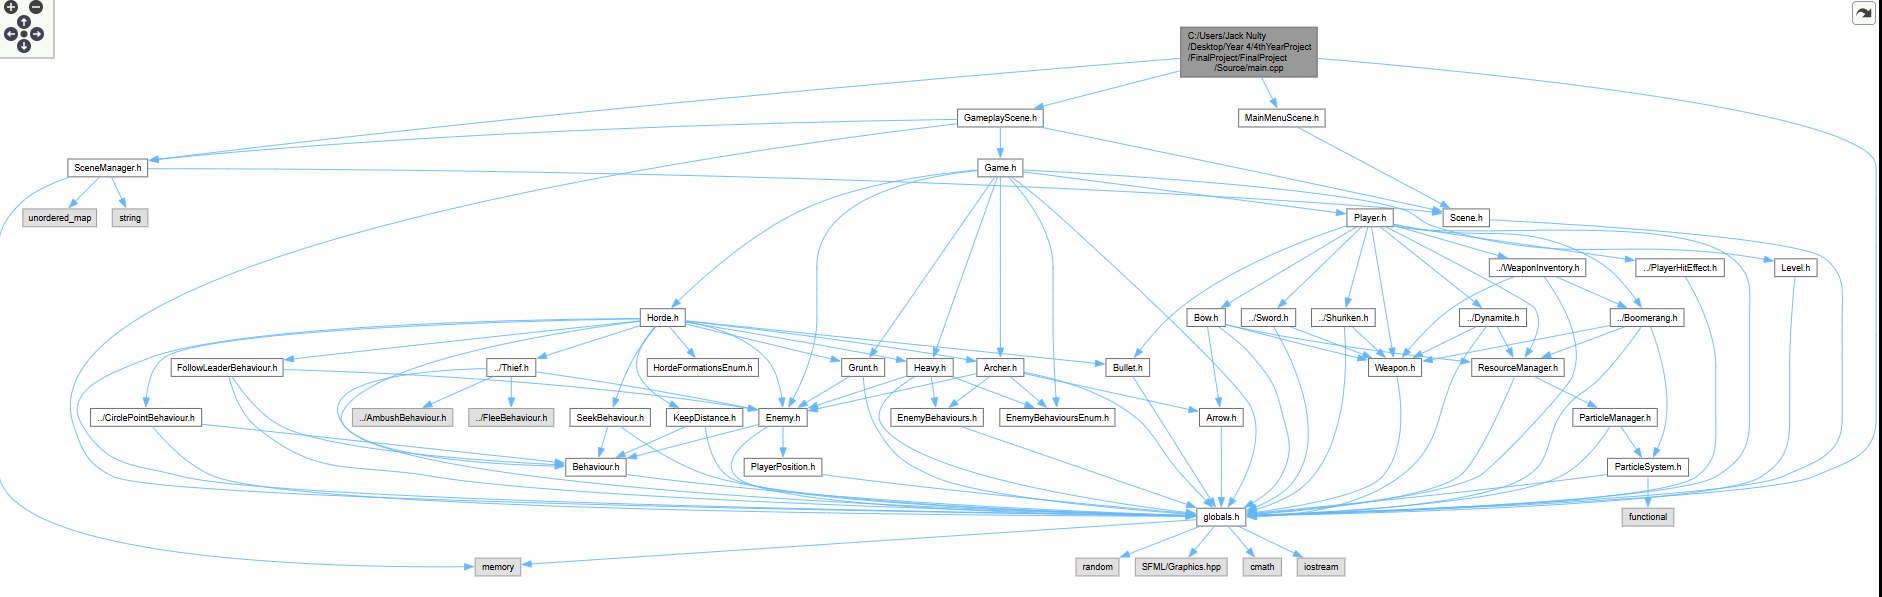 C:/Users/Jack Nulty
/Desktop/Year 4/4thYearProject
/FinalProject/FinalProject
/Source/main.cpp
GameplayScene.h
MainMenuScene.h
SceneManager.h
Game.h
unordered_map
string
Player.h
Scene.h
../WeaponInventory.h
../PlayerHitEffect.h
Level.h
Horde.h
Bow.h
../Sword.h
../Shuriken.h
../Dynamite.h
../Boomerang.h
FollowLeaderBehaviour.h
../Thief.h
HordeFormationsEnum.h
Grunt.h
Heavy.h
Archer.h
Bullet.h
Weapon.h
ResourceManager.h
../CirclePointBehaviour.h
../AmbushBehaviour.h
../FleeBehaviour.h
SeekBehaviour.h
KeepDistance.h
Enemy.h
EnemyBehaviours.h
EnemyBehavioursEnum.h
Arrow.h
ParticleManager.h
Behaviour.h
PlayerPosition.h
ParticleSystem.h
globals.h
functional
memory
random
SFML/Graphics.hpp
cmath
iostream